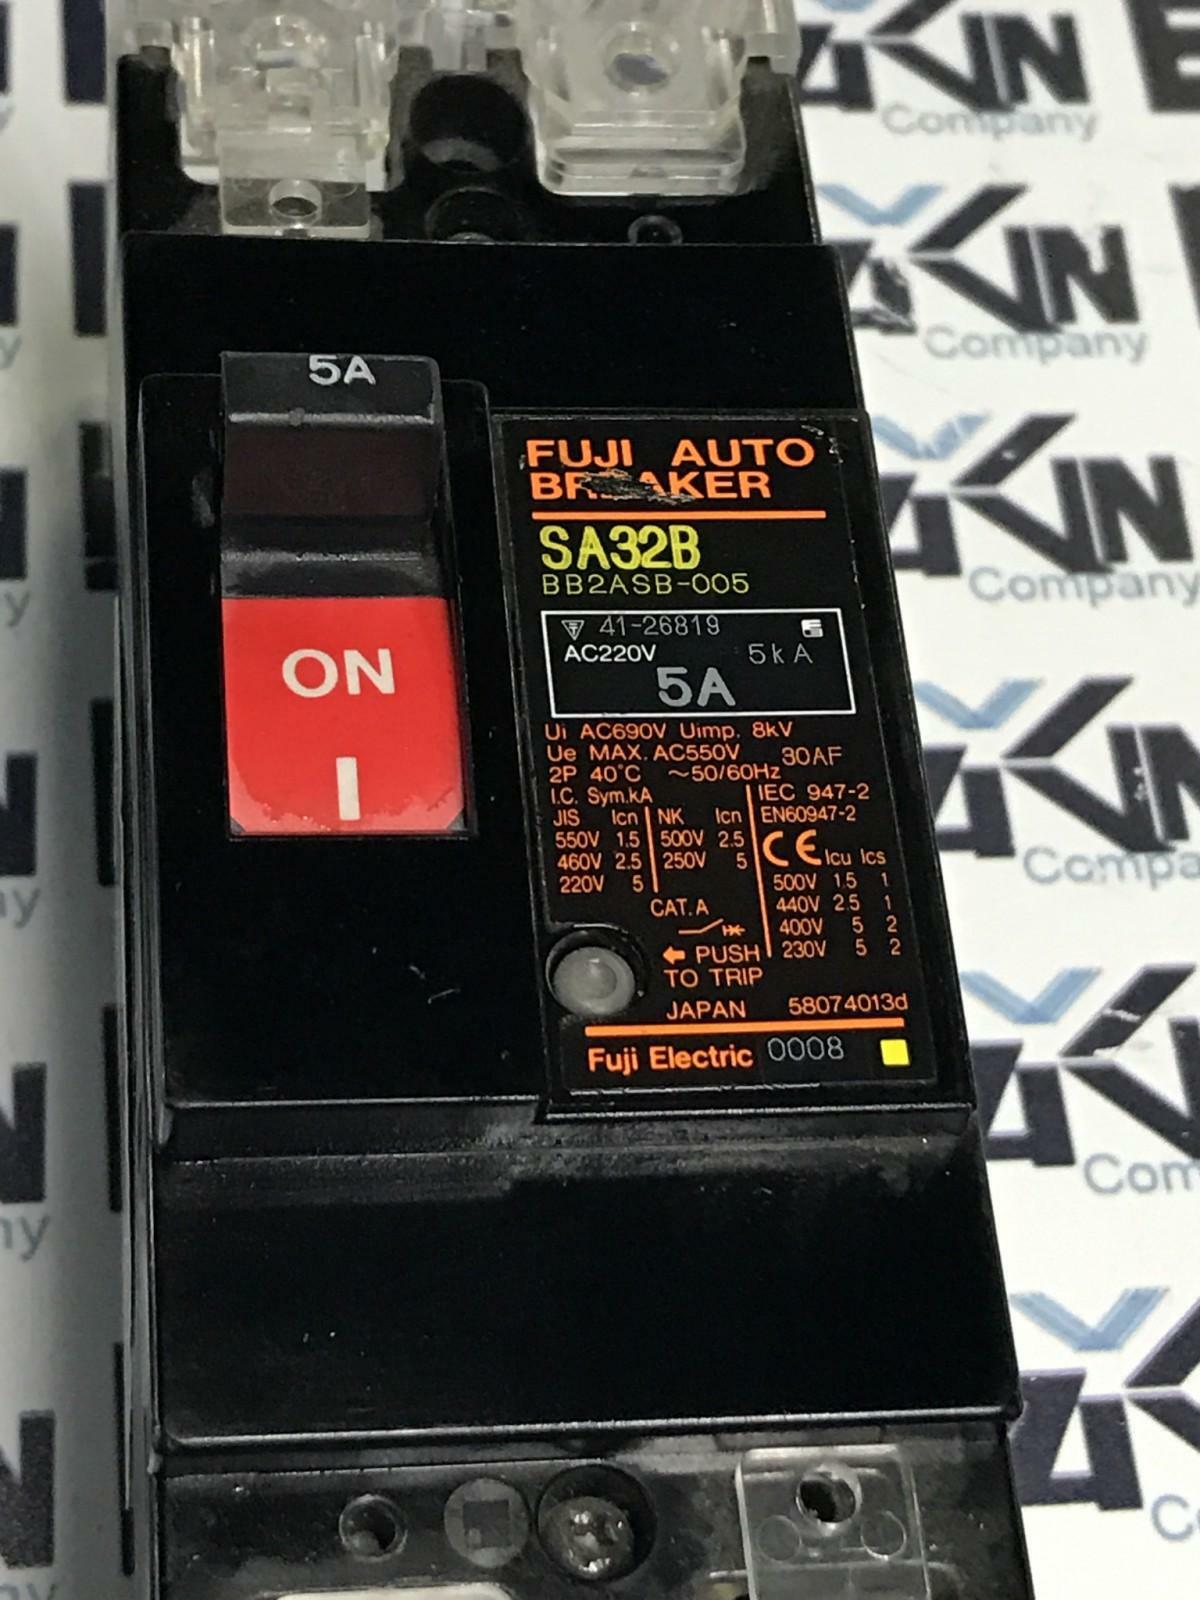 5A
ON
I
FUJI AUTO
BREAKER
SA32B
BB2ASB-005
41-26819
AC220V 5kA
5A
Ui AC690V Uimp. 8kV
Ue MAX. AC550V 30AF
2P 40°C ~50/60Hz
I.C. Sym.kA
JIS Icn
550V 1.5
460V 2.5
220V 5
NK Icn
500V 2.5
250V 5
IEC 947-2
EN60947-2
CE Icu Ics
500V 1.5 1
440V 2.5 1
400V 5 2
230V 5 2
CAT. A
PUSH
TO TRIP
JAPAN 58074013d
Fuji Electric 0008
Company
Company
Company